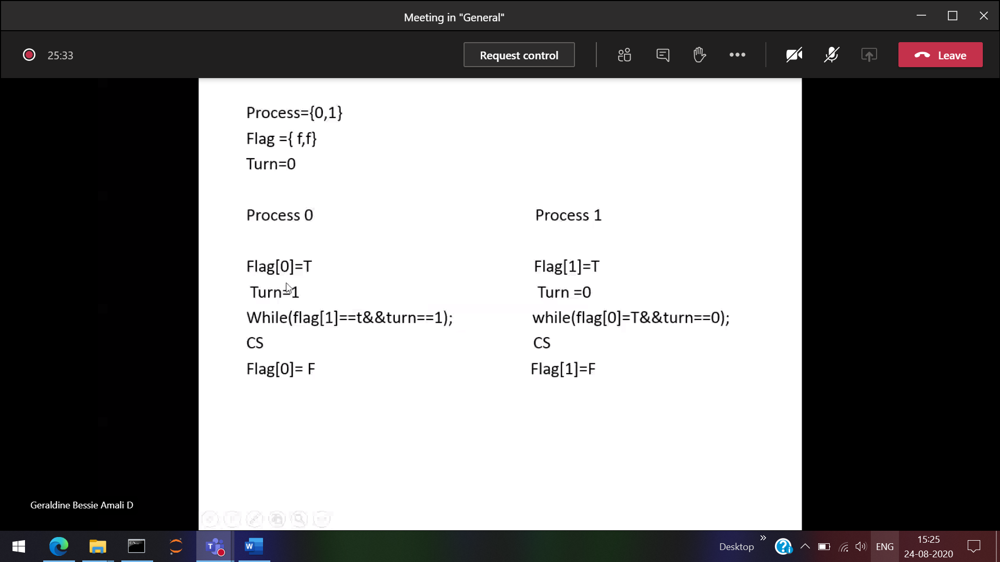 Meeting in "General"
25:33
Request control
Leave
Process={0,1}
Flag ={ f,f}
Turn=0
Process 0
Process 1
Flag[0]=T
Flag[1]=T
Turn=1
Turn =0
While(flag[1]==t&&turn==1);
while(flag[0]=T&&turn==0);
CS
CS
Flag[0]= F
Flag[1]=F
Geraldine Bessie Amali D
Desktop
ENG
15:25
24-08-2020